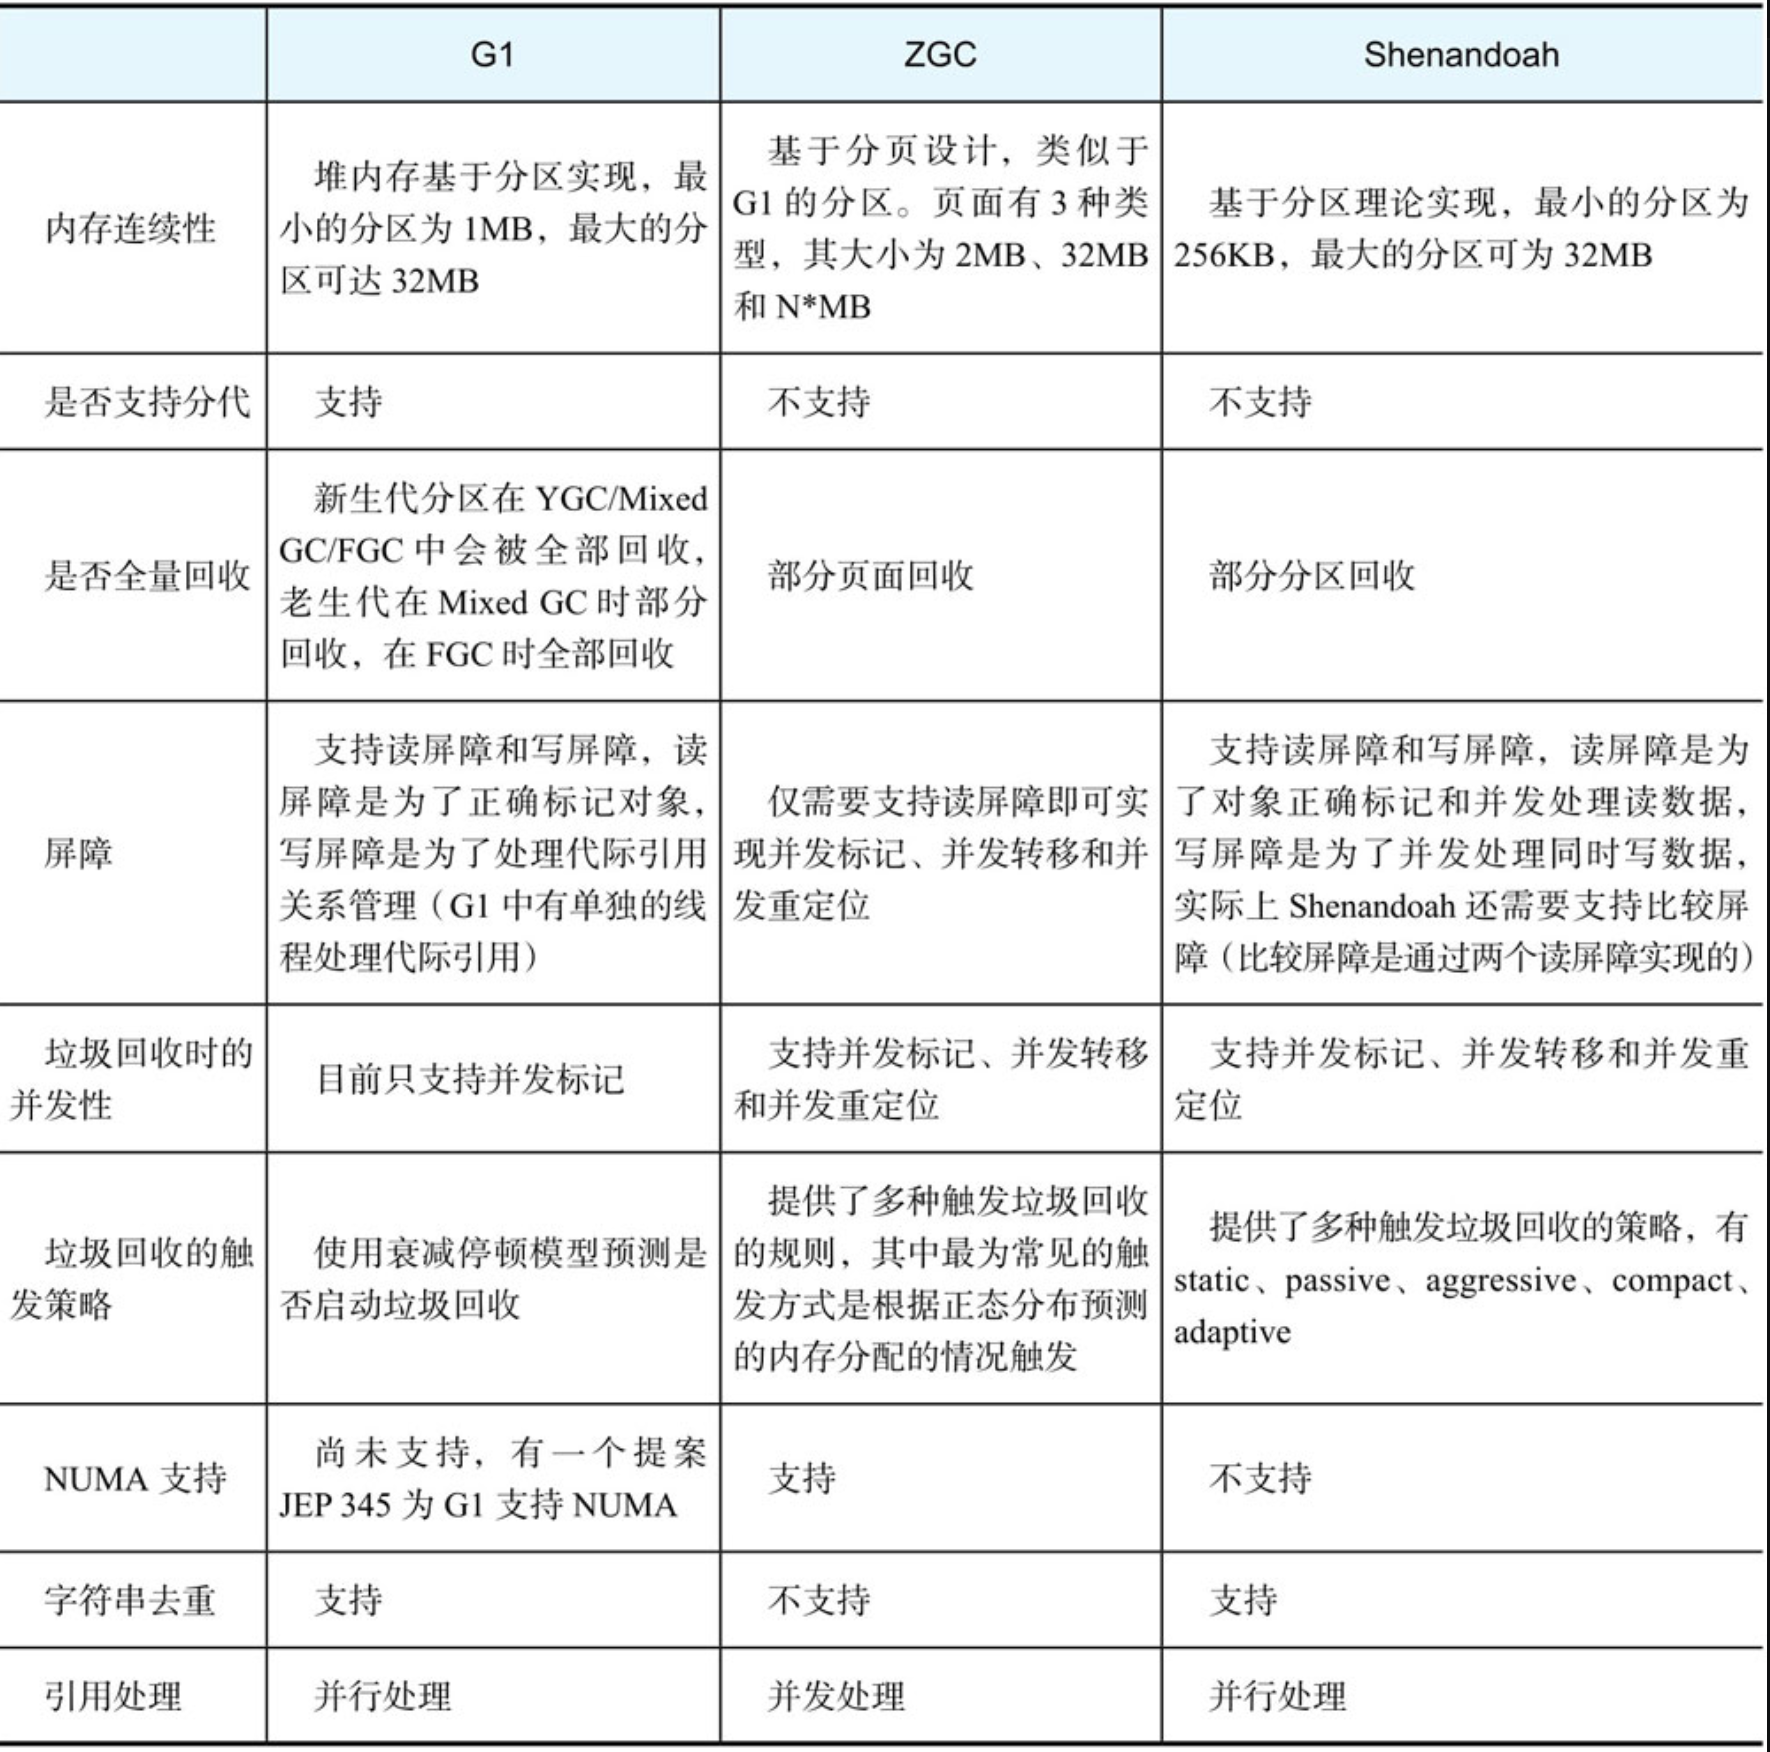 G1
ZGC
Shenandoah
内存连续性
堆内存基于分区实现，最
小的分区为 1MB，最大的分
区可达 32MB
基于分页设计，类似于
G1 的分区。页面有 3 种类
型，其大小为 2MB、32MB
和 N*MB
基于分区理论实现，最小的分区为
256KB，最大的分区可为 32MB
是否支持分代
支持
不支持
不支持
是否全量回收
新生代分区在 YGC/Mixed
GC/FGC 中会被全部回收，
老生代在 Mixed GC 时部分
回收，在 FGC 时全部回收
部分页面回收
部分分区回收
屏障
支持读屏障和写屏障，读
屏障是为了正确标记对象，
写屏障是为了处理代际引用
关系管理（G1 中有单独的线
程处理代际引用）
仅需要支持读屏障即可实
现并发标记、并发转移和并
发重定位
支持读屏障和写屏障，读屏障是为
了对象正确标记和并发处理读数据，
写屏障是为了并发处理同时写数据，
实际上 Shenandoah 还需要支持比较屏
障（比较屏障是通过两个读屏障实现的）
垃圾回收时的
并发性
目前只支持并发标记
支持并发标记、并发转移
和并发重定位
支持并发标记、并发转移和并发重
定位
垃圾回收的触
发策略
使用衰减停顿模型预测是
否启动垃圾回收
提供了多种触发垃圾回收
的规则，其中最为常见的触
发方式是根据正态分布预测
的内存分配的情况触发
提供了多种触发垃圾回收的策略，有
static、passive、aggressive、compact、
adaptive
NUMA 支持
尚未支持，有一个提案
JEP 345 为 G1 支持 NUMA
支持
不支持
字符串去重
支持
不支持
支持
引用处理
并行处理
并发处理
并行处理